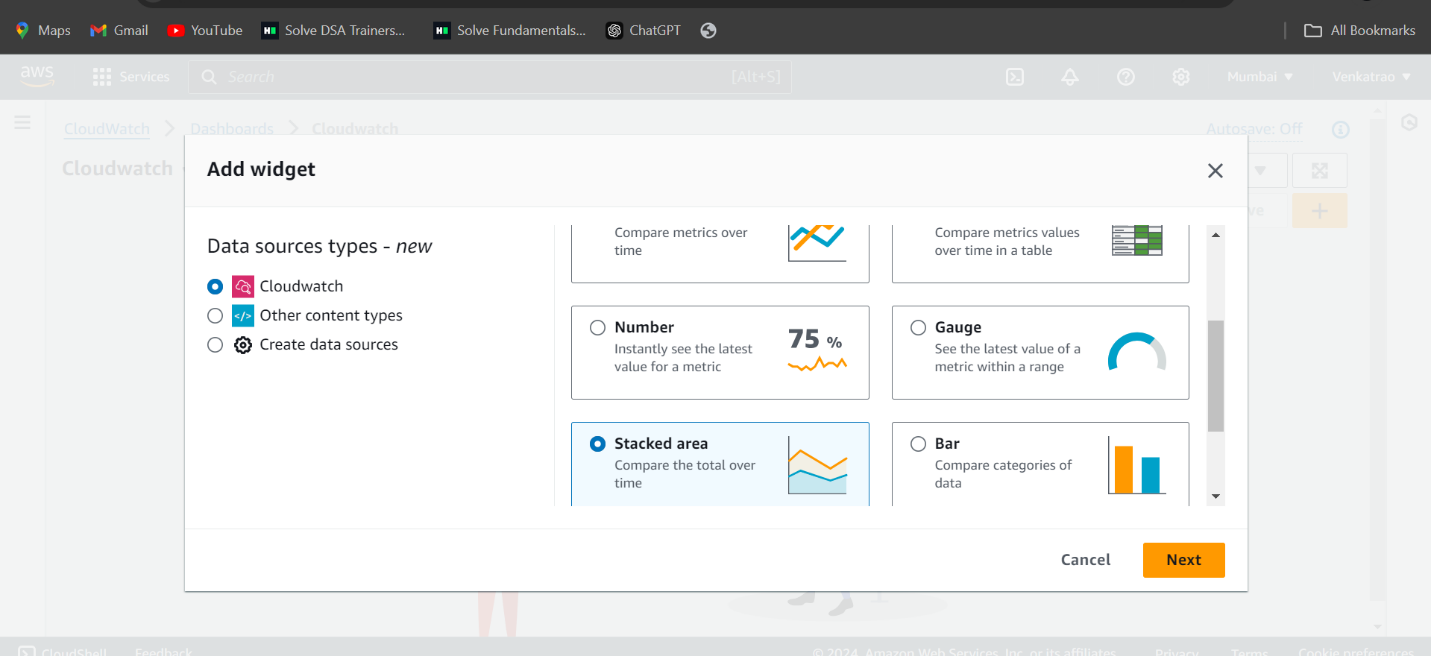 Maps Gmail YouTube Solve DSA Trainers... Solve Fundamentals... ChatGPT All Bookmarks
aws Services Search [Alt+S] Mumbai Venkatrao
CloudWatch Dashboards Cloudwatch Autosave: Off
Cloudwatch
Add widget
Data sources types - new
Cloudwatch
Other content types
Create data sources
Compare metrics over
time
Compare metrics values
over time in a table
Number
Instantly see the latest
value for a metric
75 %
Gauge
See the latest value of a
metric within a range
Stacked area
Compare the total over
time
Bar
Compare categories of
data
Cancel Next
CloudShell Feedback © 2024, Amazon Web Services, Inc. or its affiliates. Privacy Terms Cookie preferences